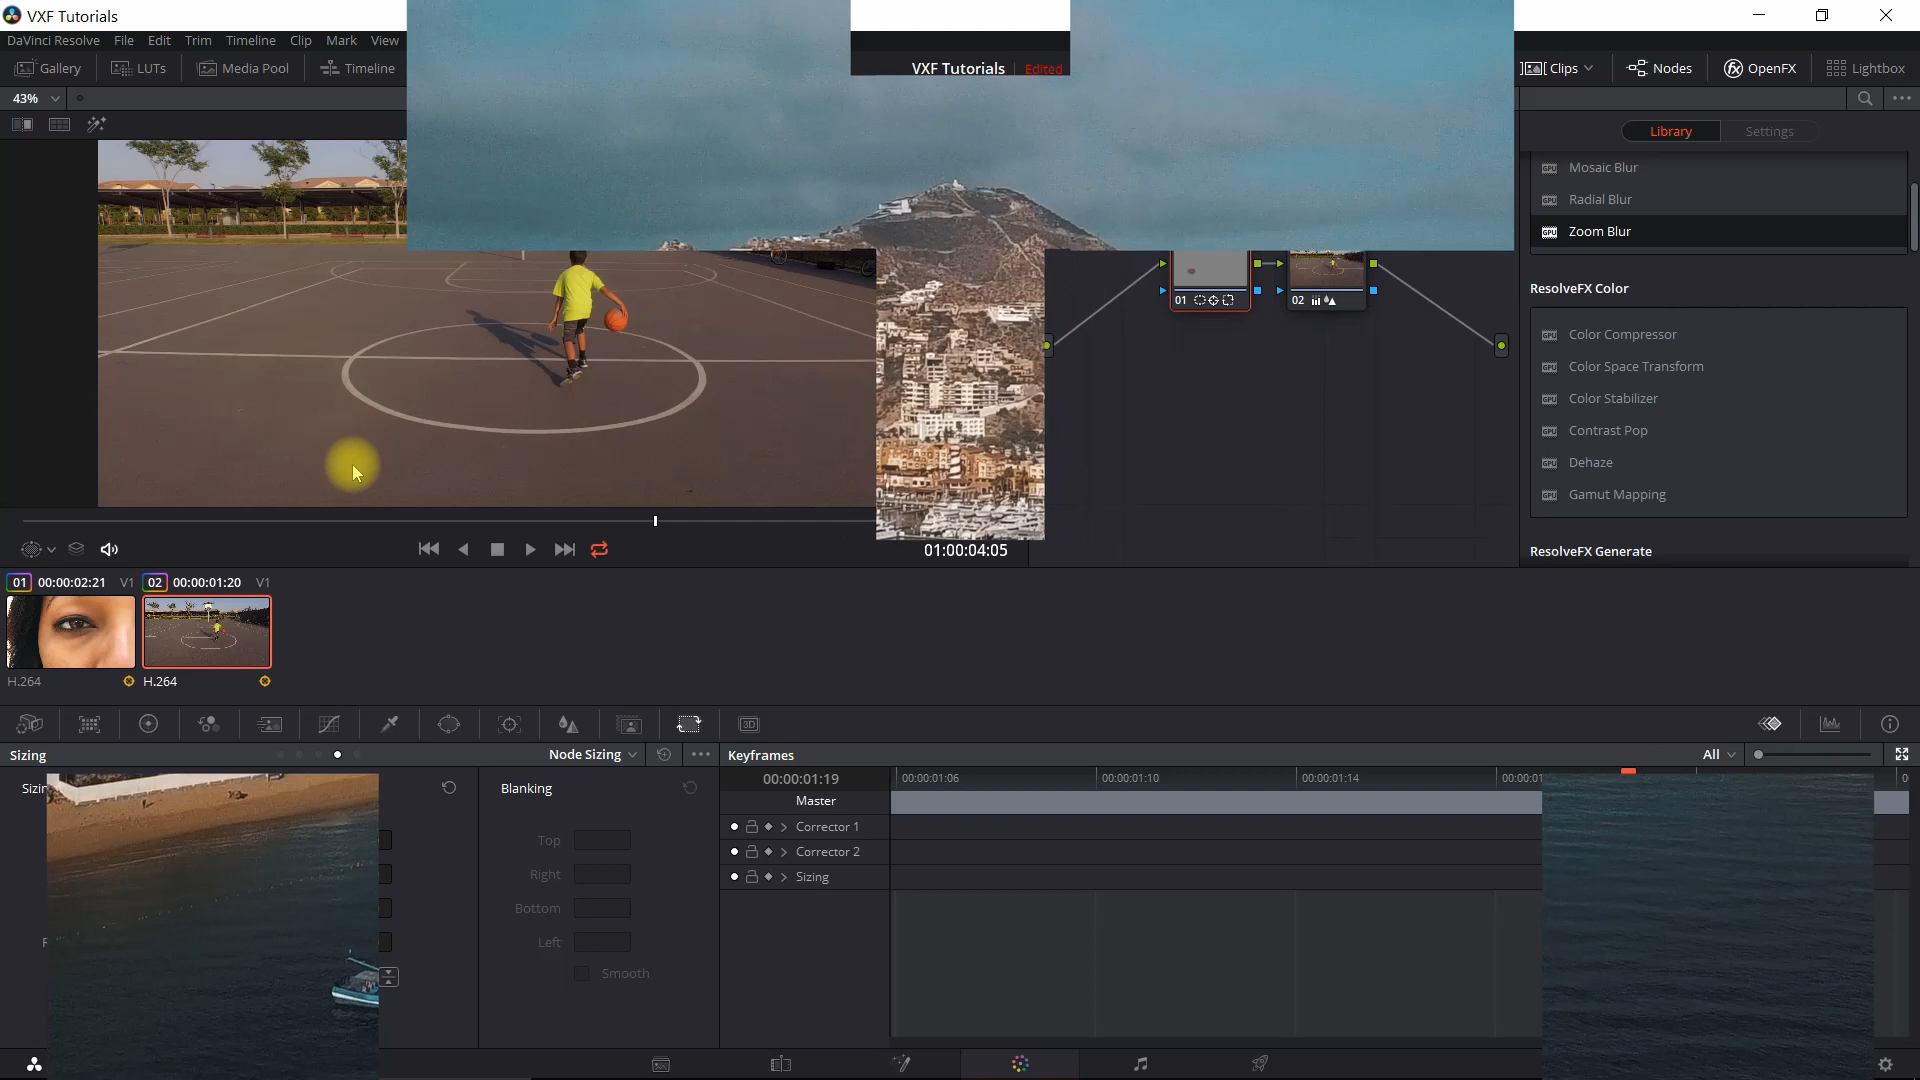 VXF Tutorials
DaVinci Resolve File Edit Trim Timeline Clip Mark View
Gallery LUTs Media Pool Timeline
VXF Tutorials Edited
Clips Nodes OpenFX Lightbox
43%
Library Settings
Mosaic Blur
Radial Blur
Zoom Blur
ResolveFX Color
01 02
Color Compressor
Color Space Transform
Color Stabilizer
Contrast Pop
Dehaze
Gamut Mapping
ResolveFX Generate
01:00:04:05
01 00:00:02:21 V1 02 00:00:01:20 V1
H.264 H.264
3D
Sizing Node Sizing Keyframes All
00:00:01:19 00:00:01:06 00:00:01:10 00:00:01:14
Blanking
Master
Top
Right
Bottom
Left
Smooth
Corrector 1
Corrector 2
Sizing